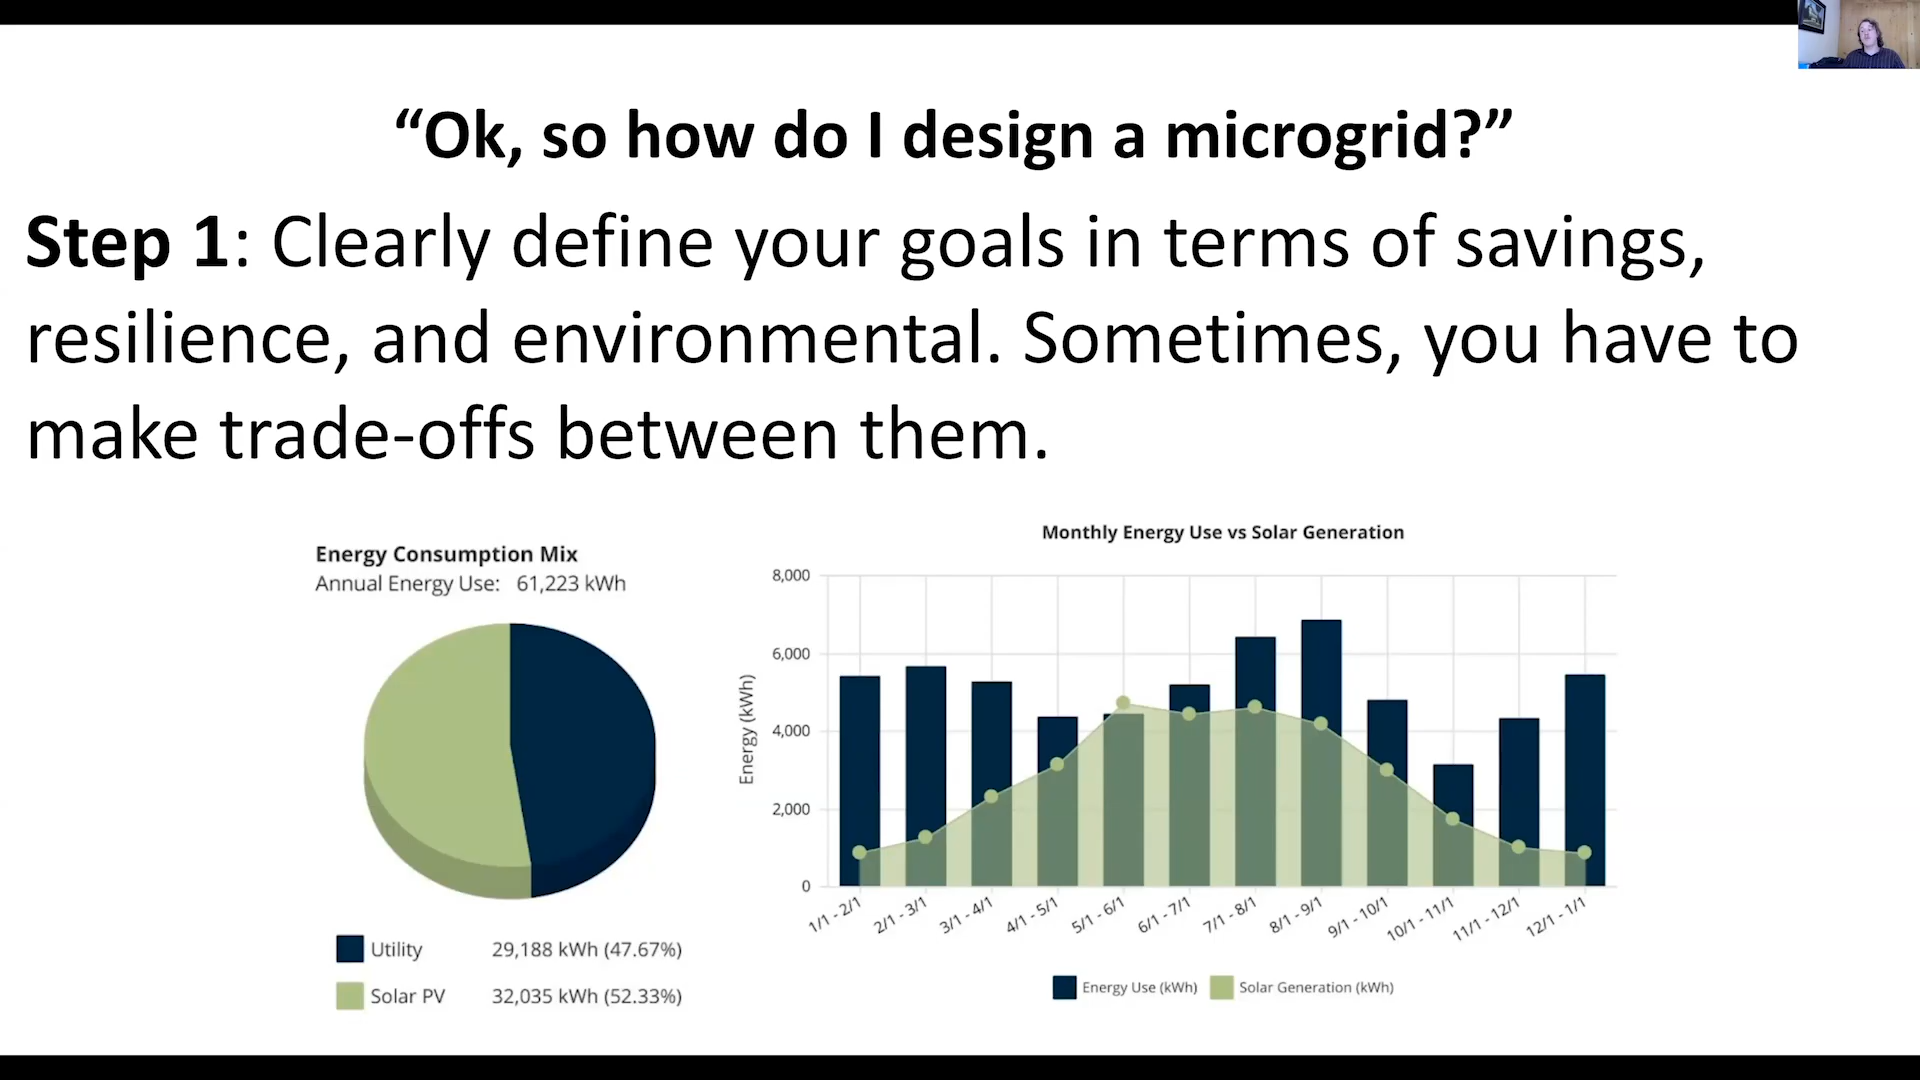 “Ok, so how do I design a microgrid?”
Step 1: Clearly define your goals in terms of savings,
resilience, and environmental. Sometimes, you have to
make trade-offs between them.
Energy Consumption Mix
Annual Energy Use: 61,223 kWh
Utility 29,188 kWh (47.67%)
Solar PV 32,035 kWh (52.33%)
Monthly Energy Use vs Solar Generation
Energy (kWh)
8,000
6,000
4,000
2,000
0
1/1 - 2/1
2/1 - 3/1
3/1 - 4/1
4/1 - 5/1
5/1 - 6/1
6/1 - 7/1
7/1 - 8/1
8/1 - 9/1
9/1 - 10/1
10/1 - 11/1
11/1 - 12/1
12/1 - 1/1
Energy Use (kWh) Solar Generation (kWh)